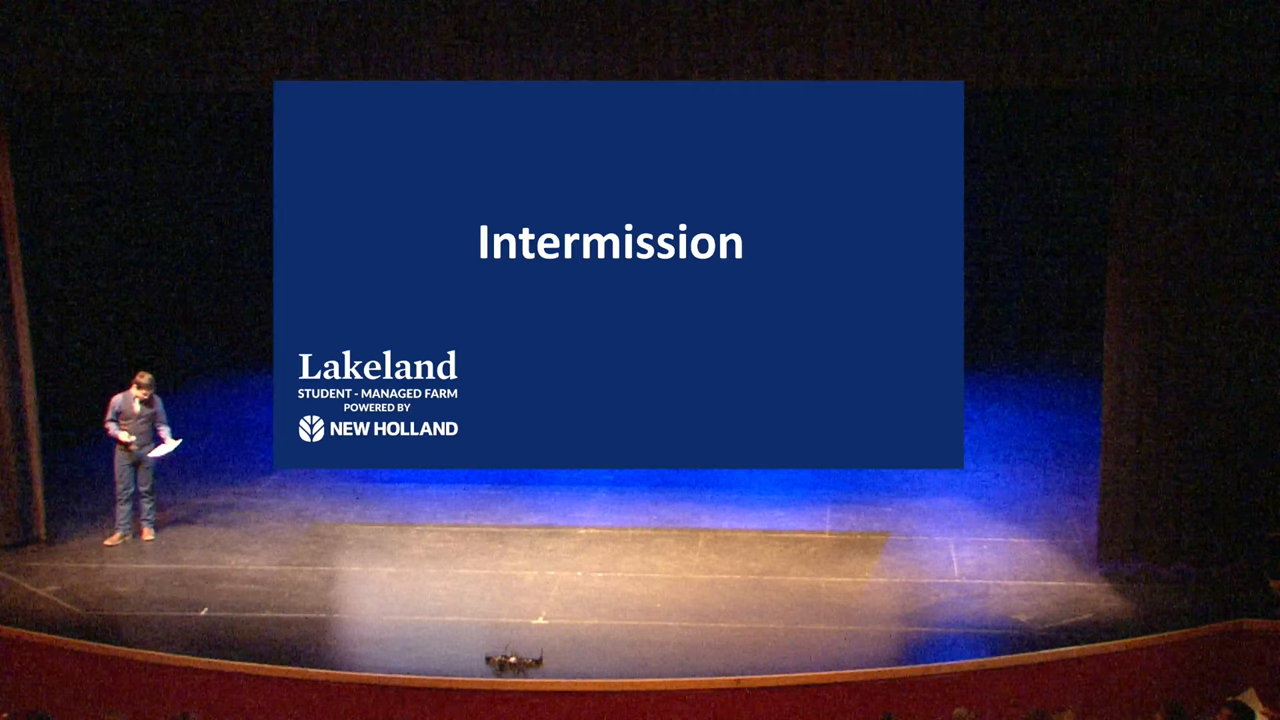 Intermission
Lakeland
STUDENT - MANAGED FARM
POWERED BY
NEW HOLLAND